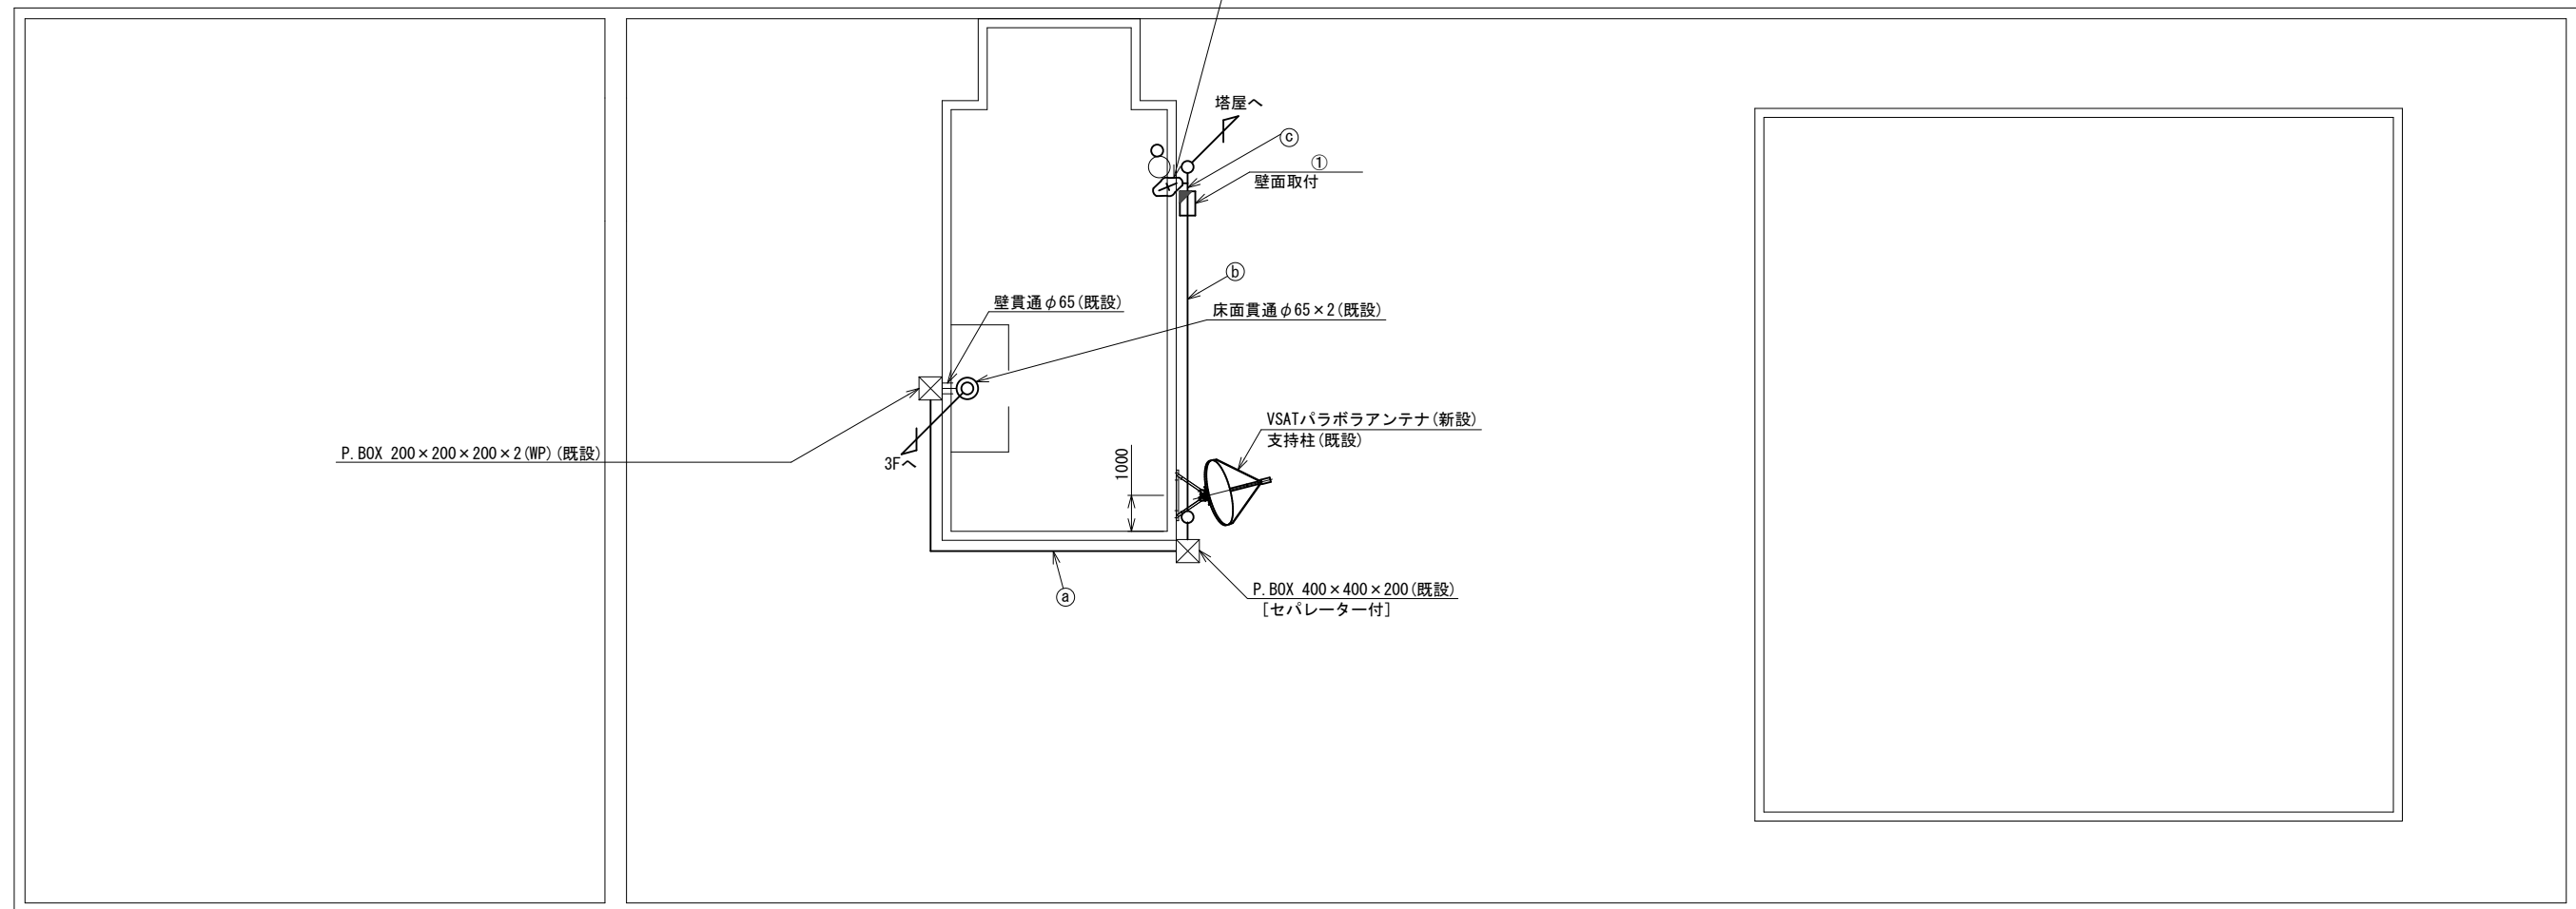 塔屋へ
ⓒ
①
壁面取付
ⓑ
壁貫通φ65(既設)
床面貫通φ65×2(既設)
VSATパラボラアンテナ(新設)
支持柱(既設)
P.BOX 200×200×200×2(WP)(既設)
3Fへ
1000
P.BOX 400×400×200(既設)
[セパレーター付]
ⓐ